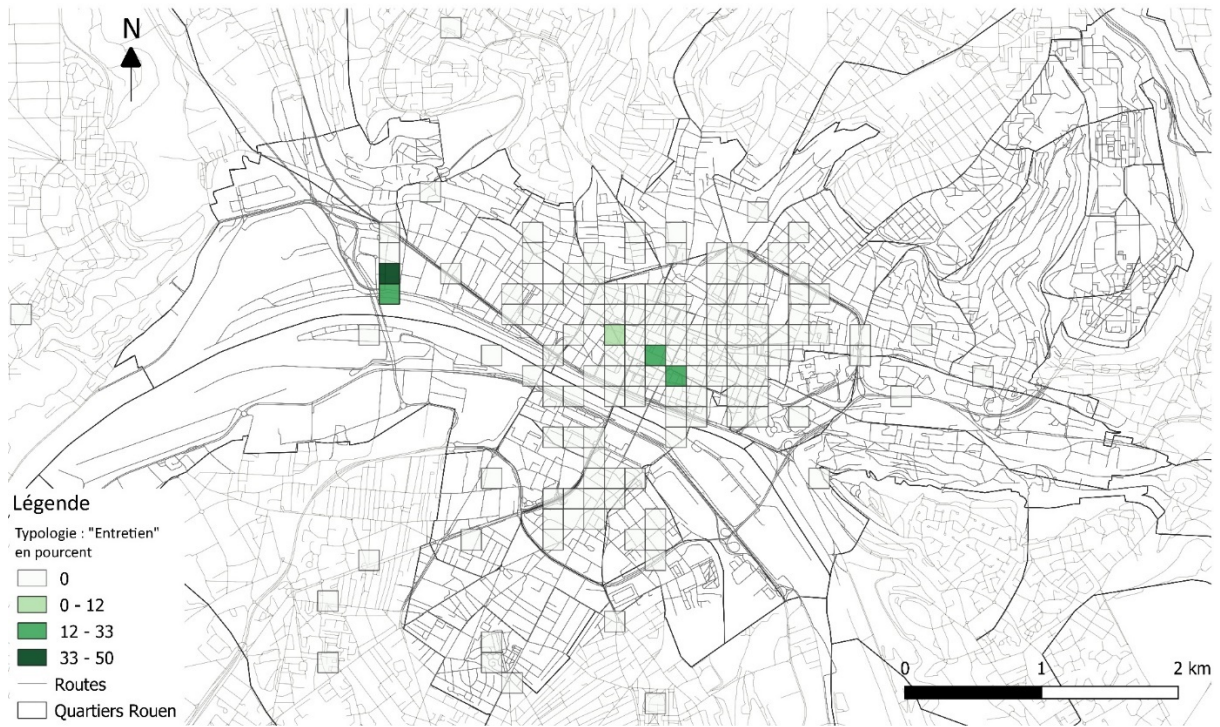 N
Légende
Typologie : "Entretien"
en pourcent
0
0 - 12
12 - 33
33 - 50
Routes
Quartiers Rouen
0 1 2 km